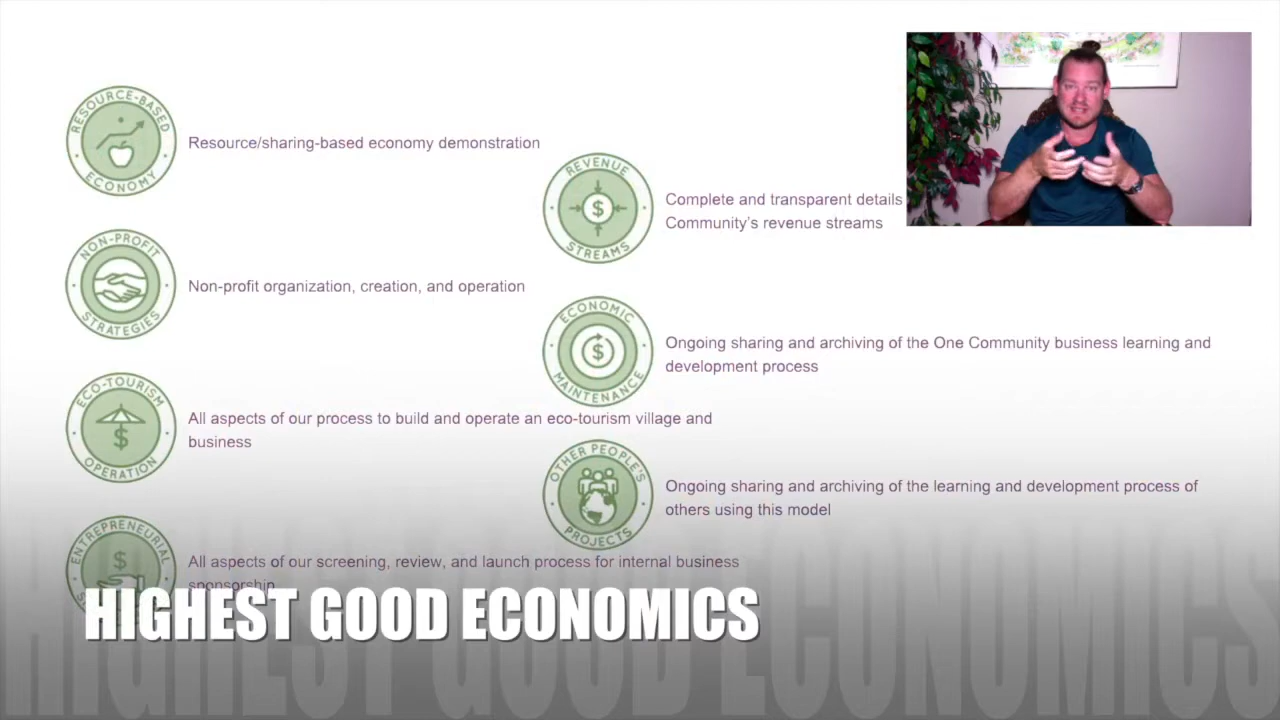 RESOURCE-BASED
ECONOMY
Resource/sharing-based economy demonstration
NON-PROFIT
STRATEGIES
Non-profit organization, creation, and operation
ECO-TOURISM
$
OPERATION
All aspects of our process to build and operate an eco-tourism village and
business
ENTREPRENEURIAL
$
All aspects of our screening, review, and launch process for internal business
sponsorship
REVENUE
$
STREAMS
Complete and transparent details
Community's revenue streams
ECONOMIC
$
MAINTENANCE
Ongoing sharing and archiving of the One Community business learning and
development process
OTHER PEOPLE'S
PROJECTS
Ongoing sharing and archiving of the learning and development process of
others using this model
HIGHEST GOOD ECONOMICS
HIGHEST GOOD ECONOMICS